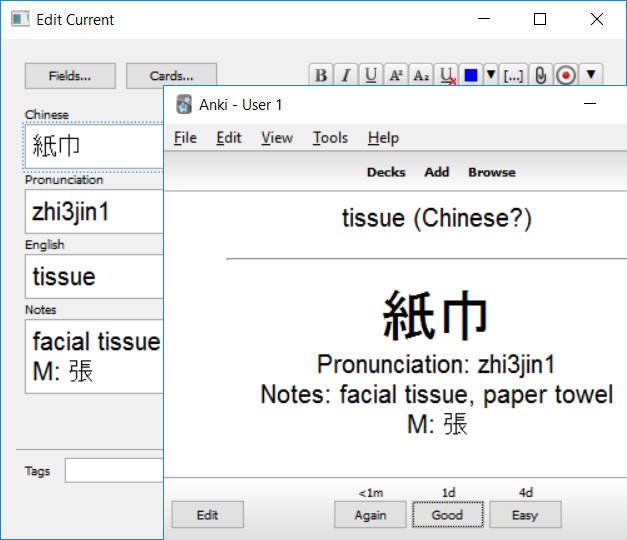 Edit Current
Fields...
Cards...
B I U A² A₂ U [...]
Chinese
紙巾
Pronunciation
zhi3jin1
English
tissue
Notes
facial tissue
M: 張
Tags
Anki - User 1
File Edit View Tools Help
Decks Add Browse
tissue (Chinese?)
紙巾
Pronunciation: zhi3jin1
Notes: facial tissue, paper towel
M: 張
<1m 1d 4d
Edit Again Good Easy